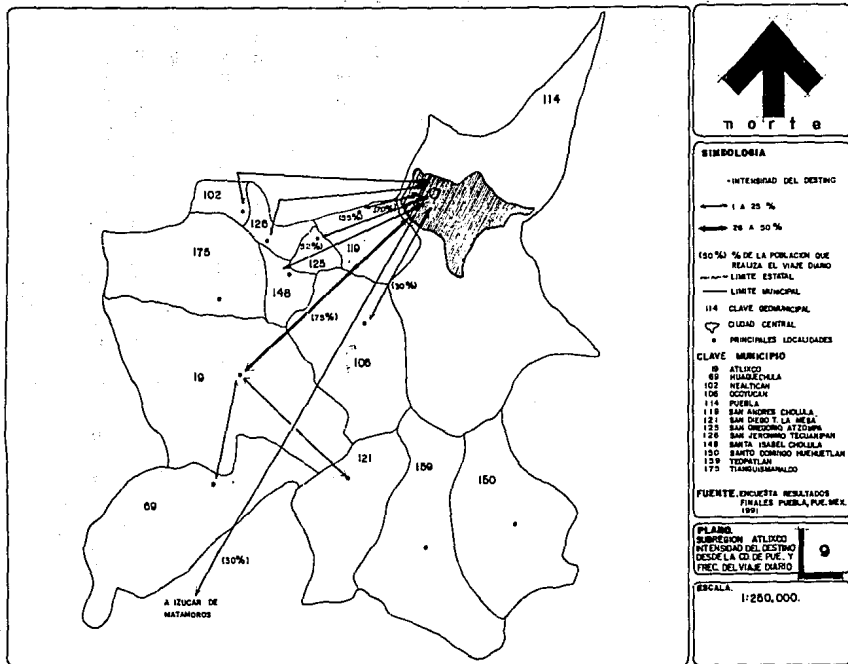 114
102
126
(55%)
(70%)
175
(52%)
119
125
148
(30%)
(75%)
106
19
121
159
150
69
(50%)
A IZUCAR DE
MATAMOROS
norte
SIMBOLOGIA
INTENSIDAD DEL DESTINO
1 A 25 %
26 A 50 %
(50%) % DE LA POBLACION QUE
REALIZA EL VIAJE DIARIO
LIMITE ESTATAL
LIMITE MUNICIPAL
114 CLAVE GEOMUNICIPAL
CIUDAD CENTRAL
PRINCIPALES LOCALIDADES
CLAVE MUNICIPIO
19 ATLIXCO
69 HUAQUECHULA
102 NEALTICAN
106 OCOYUCAN
114 PUEBLA
119 SAN ANDRES CHOLULA
121 SAN DIEGO T. LA MESA
125 SAN GREGORIO ATZOMPA
126 SAN JERONIMO TECUANIPAN
148 SANTA ISABEL CHOLULA
150 SANTO DOMINGO HUEHUETLAN
159 TEOPATLAN
175 TIANGUISMANALCO
FUENTE: ENCUESTA RESULTADOS
FINALES PUEBLA, PUE. MEX.
1991
PLANO.
SUBREGION ATLIXCO
INTENSIDAD DEL DESTINO
DESDE LA CD. DE PUE. Y
FREC. DEL VIAJE DIARIO
9
ESCALA.
1:250,000.